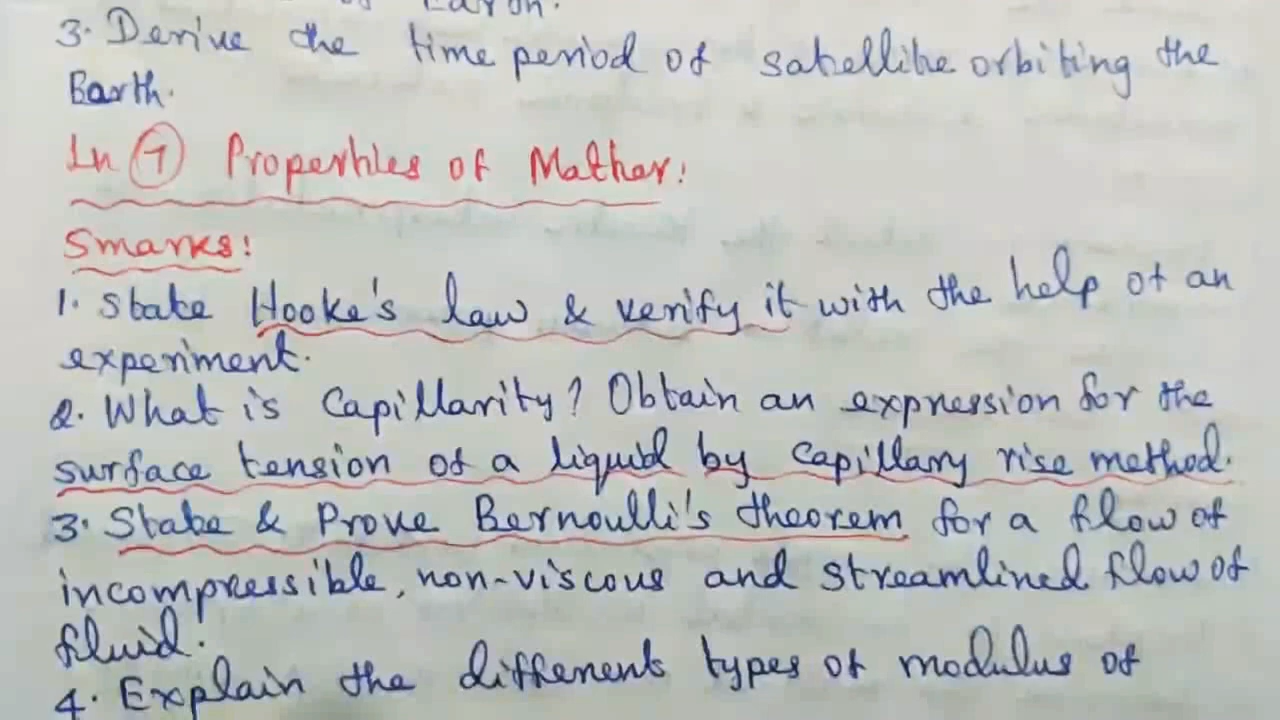 3. Derive the time period of satellite orbiting the
Earth.
Ln 7 Properties of Matter:
5marks:
1. State Hooke's law & verify it with the help of an
experiment.
2. What is Capillarity? Obtain an expression for the
surface tension of a liquid by capillary rise method.
3. State & Prove Bernoulli's theorem for a flow of
incompressible, non-viscous and streamlined flow of
fluid!
4. Explain the different types of modulus of